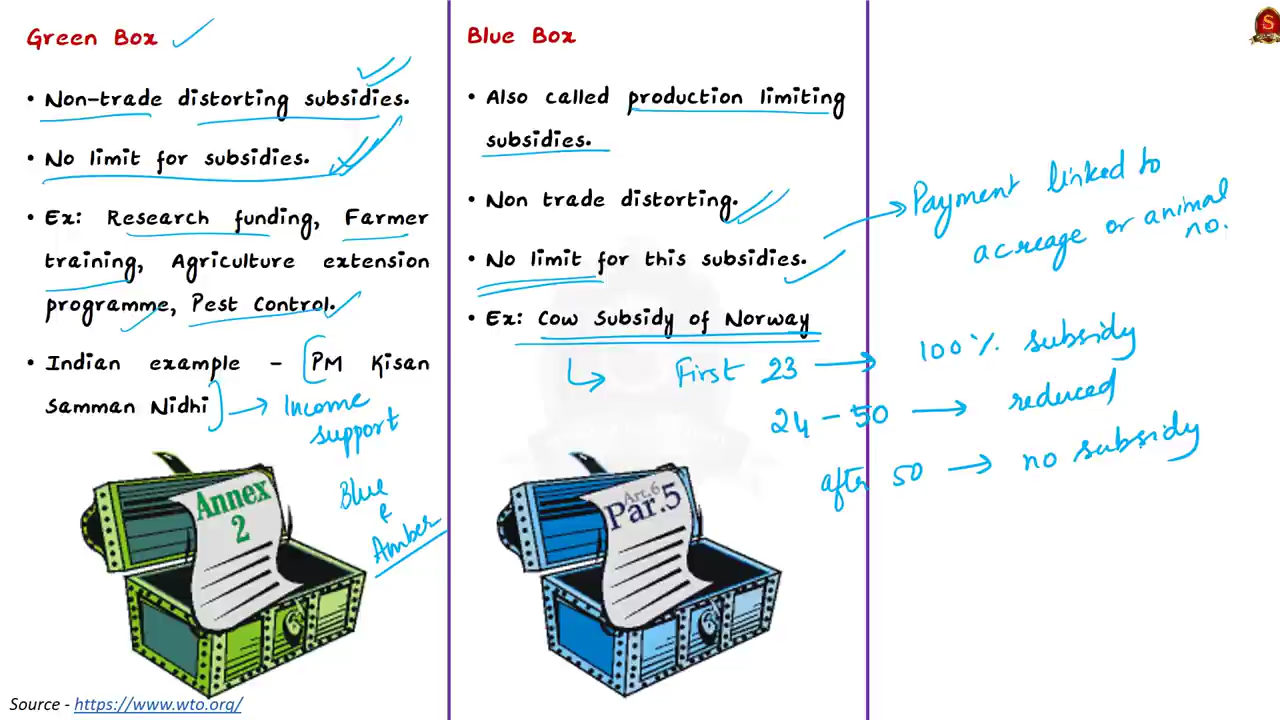 Green Box
• Non-trade distorting subsidies.
• No limit for subsidies.
• Ex: Research funding, Farmer
training, Agriculture extension
programme, Pest Control.
• Indian example - PM Kisan
Samman Nidhi
Income
support
Blue
&
Amber
Annex
2
Blue Box
• Also called production limiting
subsidies.
• Non trade distorting.
• No limit for this subsidies.
• Ex: Cow Subsidy of Norway
Payment linked to
acreage or animal
no.
First 23 → 100% subsidy
24 - 50 → reduced
after 50 → no subsidy
Art.6
Par.5
S
Source - https://www.wto.org/